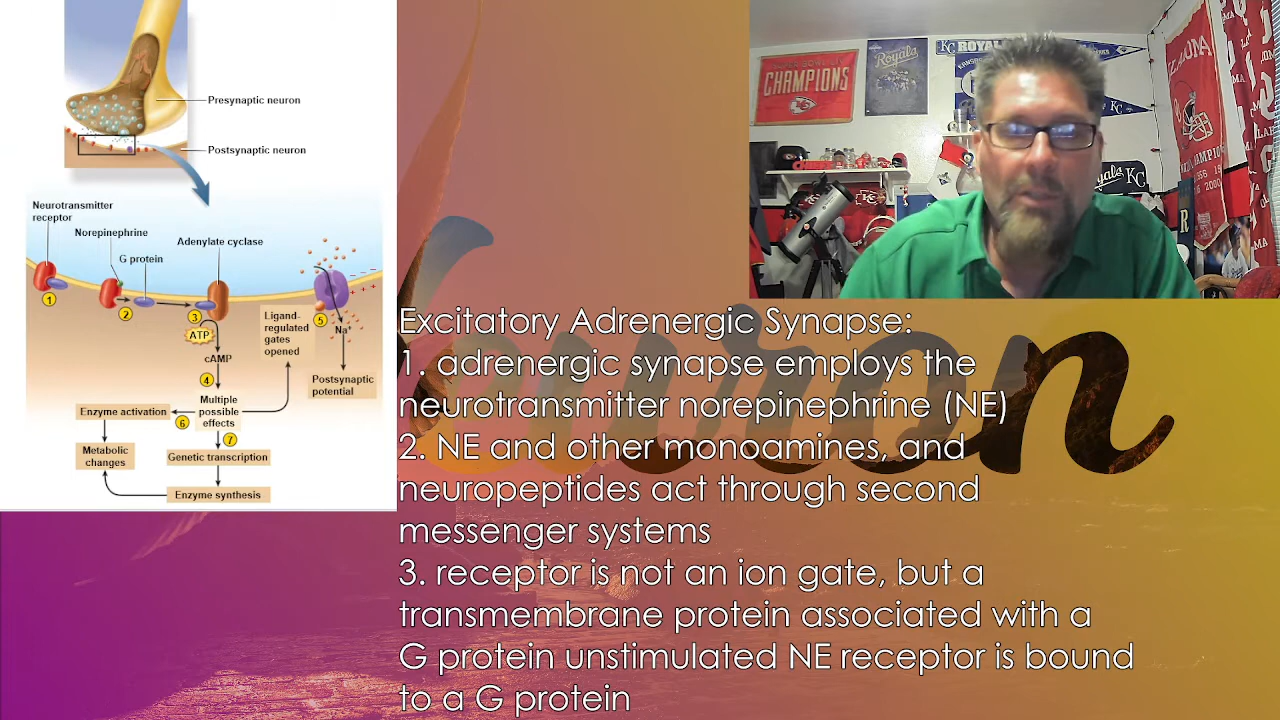 Presynaptic neuron
Postsynaptic neuron
Neurotransmitter
receptor
Norepinephrine
G protein
Adenylate cyclase
1
2
3
ATP
cAMP
4
Multiple
possible
effects
Ligand-
regulated
gates
opened
5
Na+
Postsynaptic
potential
Enzyme activation
6
7
Metabolic
changes
Genetic transcription
Enzyme synthesis
CHAMPIONS
Royals
KC ROYAL
Royals KC
neuron
Excitatory Adrenergic Synapse:
1. adrenergic synapse employs the
neurotransmitter norepinephrine (NE)
2. NE and other monoamines, and
neuropeptides act through second
messenger systems
3. receptor is not an ion gate, but a
transmembrane protein associated with a
G protein unstimulated NE receptor is bound
to a G protein